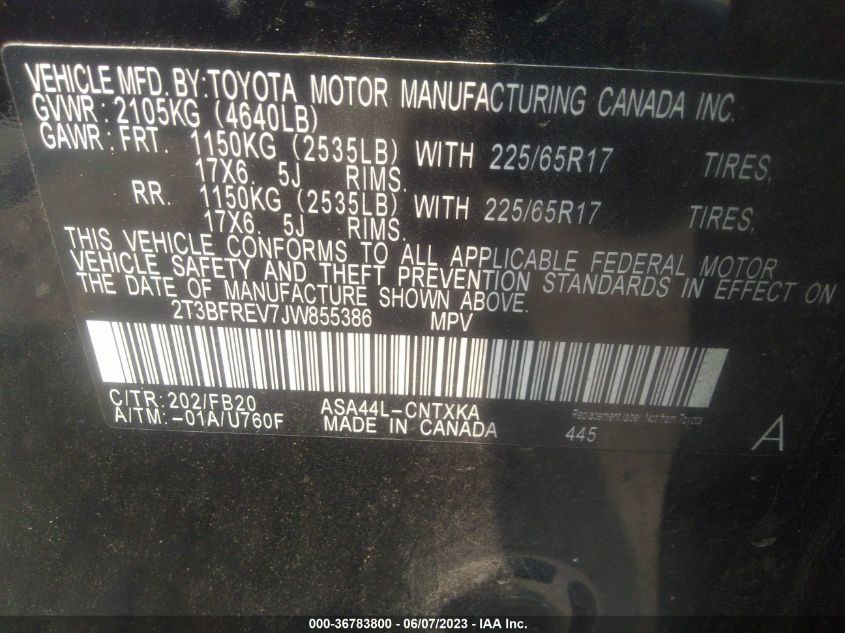 VEHICLE MFD. BY: TOYOTA MOTOR MANUFACTURING CANADA INC.
GVWR : 2105KG (4640LB)
GAWR : FRT. 1150KG (2535LB) WITH 225/65R17 TIRES,
17X6. 5J RIMS.
RR. 1150KG (2535LB) WITH 225/65R17 TIRES,
17X6. 5J RIMS.
THIS VEHICLE CONFORMS TO ALL APPLICABLE FEDERAL MOTOR
VEHICLE SAFETY AND THEFT PREVENTION STANDARDS IN EFFECT ON
THE DATE OF MANUFACTURE SHOWN ABOVE.
2T3BFREV7JW855386 MPV
C/TR: 202/FB20 ASA44L-CNTXKA Replacement label. Not from Toyota
A/TM: -01A/U760F MADE IN CANADA 445 A
000-36783800 - 06/07/2023 - IAA Inc.